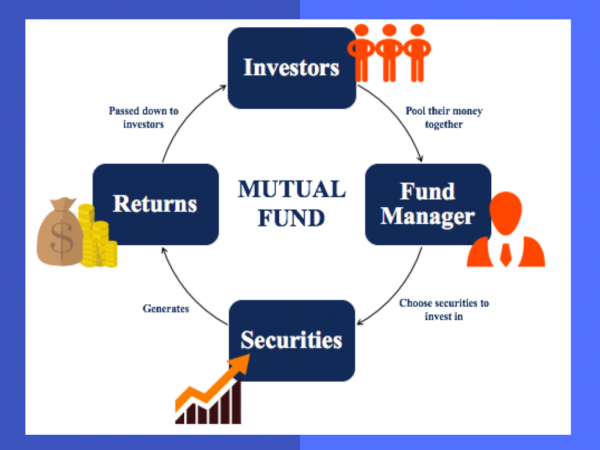 Investors
Passed down to
investors
Pool their money
together
Returns
MUTUAL
FUND
Fund
Manager
$
Generates
Choose securities to
invest in
Securities